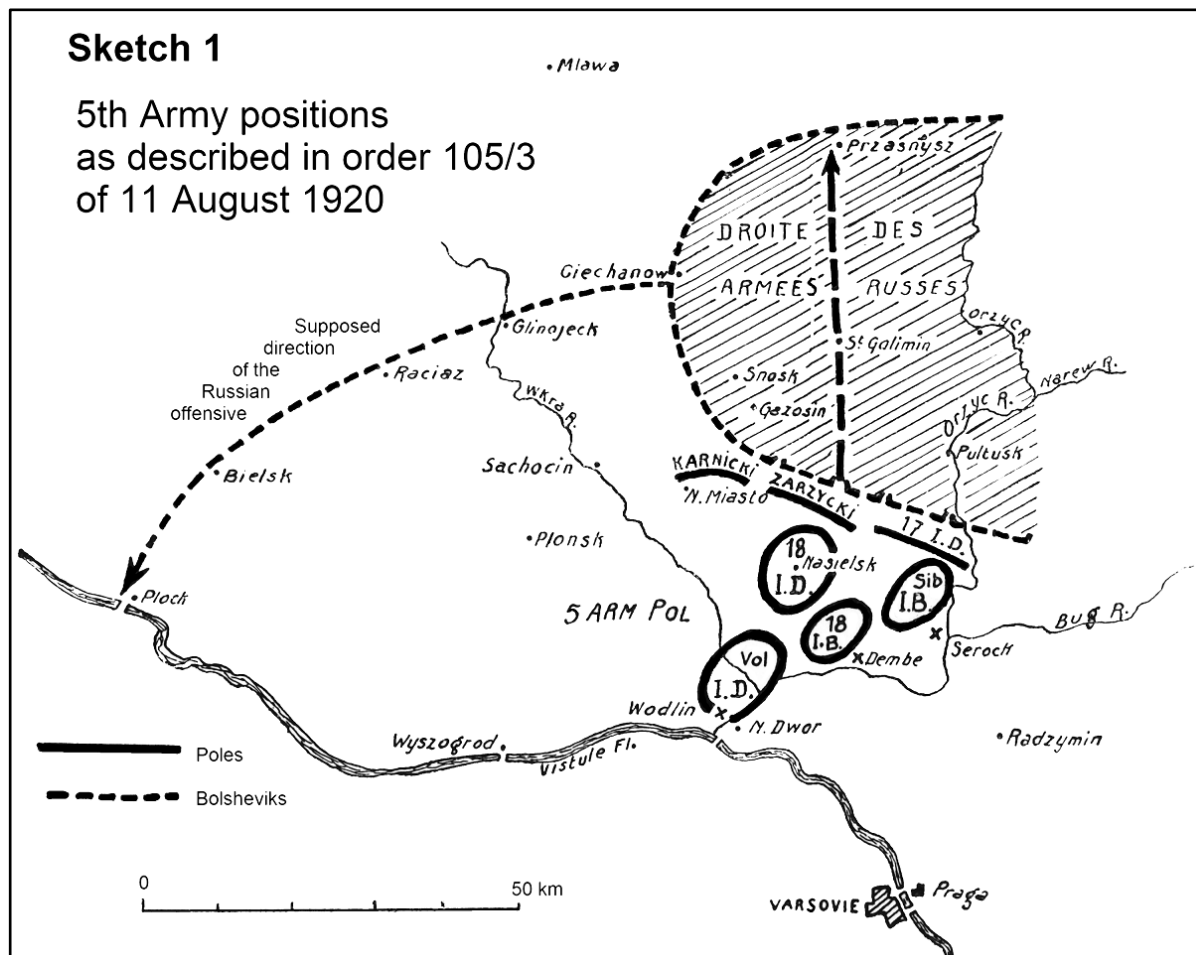 Sketch 1
5th Army positions
as described in order 105/3
of 11 August 1920
Mlawa
Przasnysz
DROITE DES
ARMEES RUSSES
Giechanow
Glinojeck
Supposed
direction
of the
Russian
offensive
Raciaz
Wkra R.
St Golimin
Orzyc R.
Snosk
Gazosin
Narew R.
Orzyc R.
Pultusk
Bielsk
Sachocin
KARNICKI
ZARZYCKI
17 I.D.
N. Miasto
Plonsk
18
I.D.
Nasielsk
Sib
I.B.
Plock
5 ARM POL
18
I.B.
Bug R.
Serock
Vol
I.D.
Dembe
Wodlin
N. Dwor
Radzymin
Wyszogrod
Vistule Fl.
Poles
Bolsheviks
0 50 km
VARSOVIE
Praga